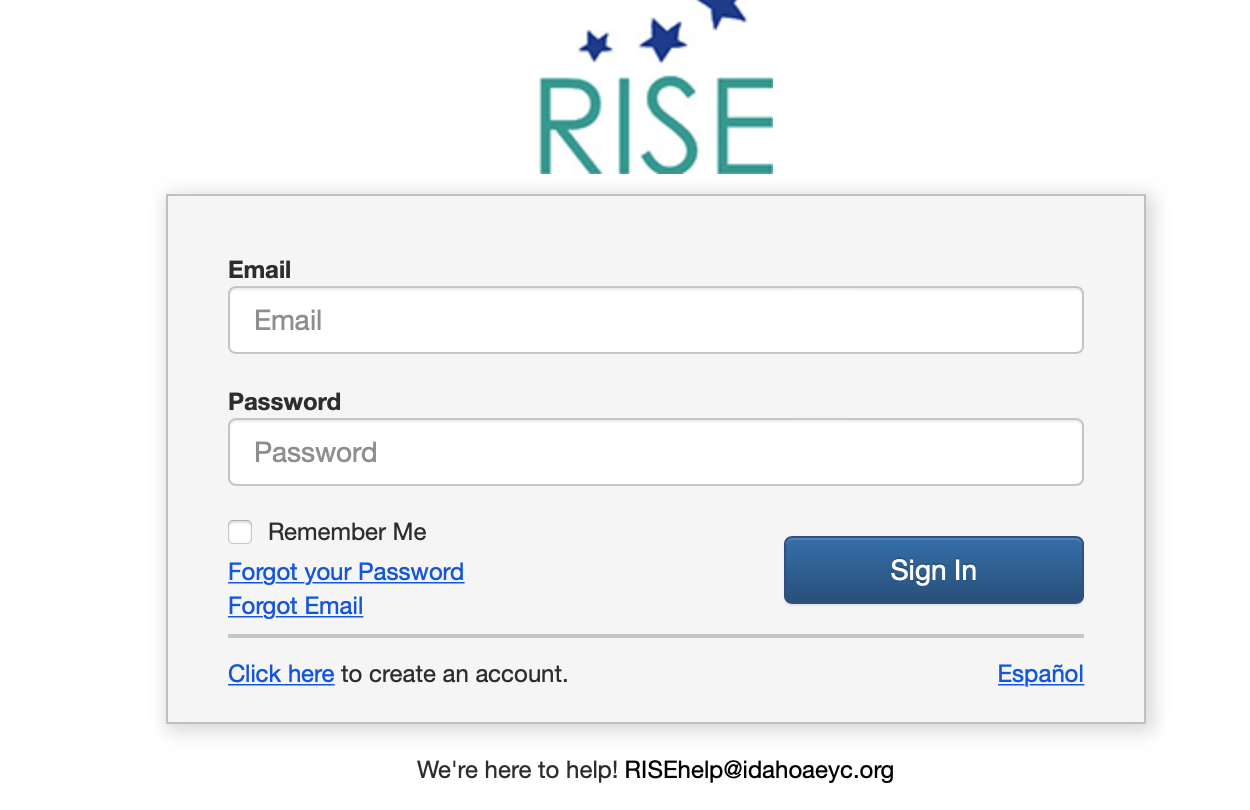 RISE
Email
Email
Password
Password
Remember Me
Forgot your Password
Sign In
Forgot Email
Click here to create an account.
Español
We're here to help! RISEhelp@idahoaeyc.org